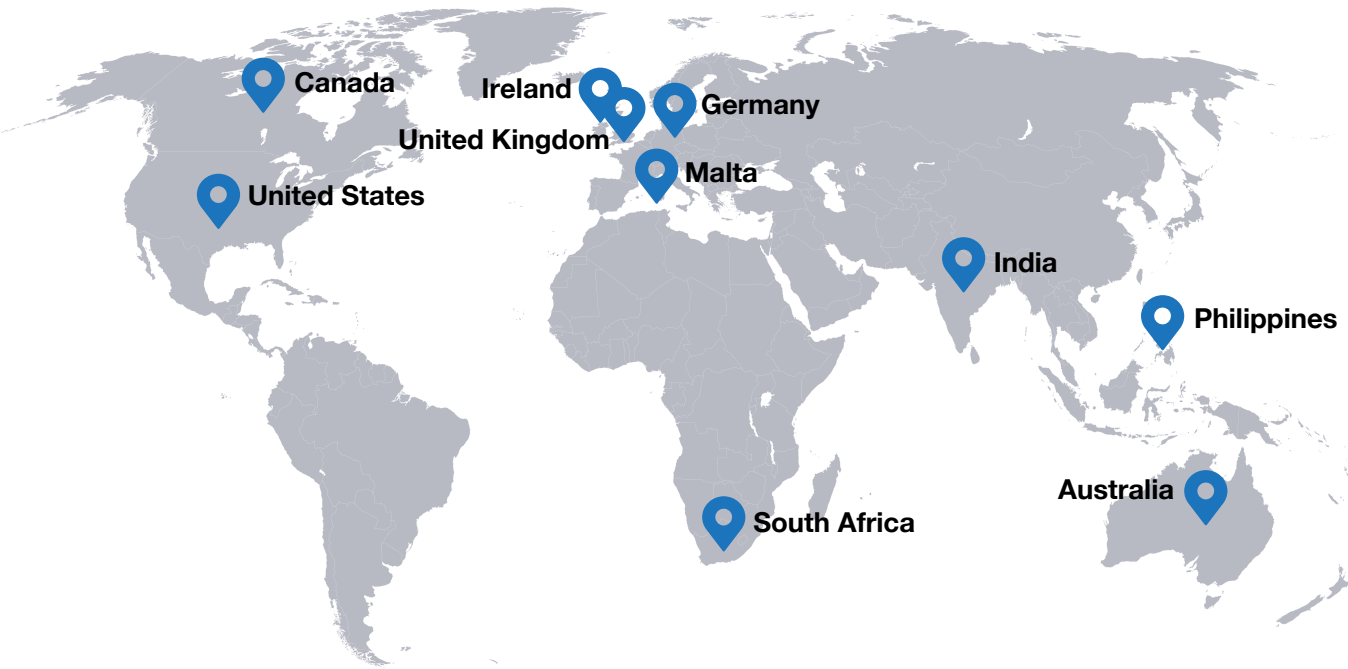 Canada
Ireland
Germany
United Kingdom
Malta
United States
India
Philippines
Australia
South Africa